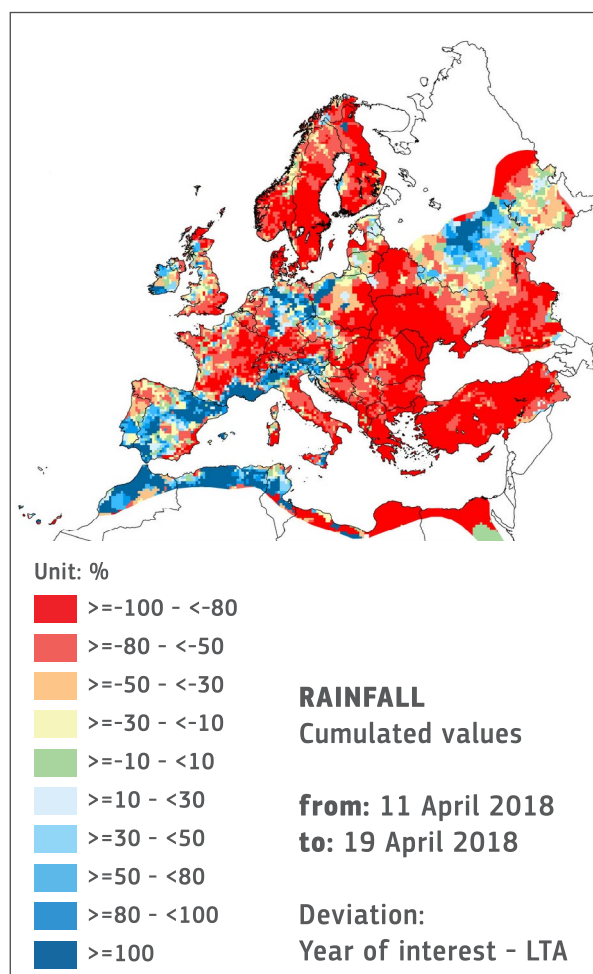 Unit: %
>=-100 - <-80
>=-80 - <-50
>=-50 - <-30
>=-30 - <-10
>=-10 - <10
>=10 - <30
>=30 - <50
>=50 - <80
>=80 - <100
>=100
RAINFALL
Cumulated values
from: 11 April 2018
to: 19 April 2018
Deviation:
Year of interest - LTA